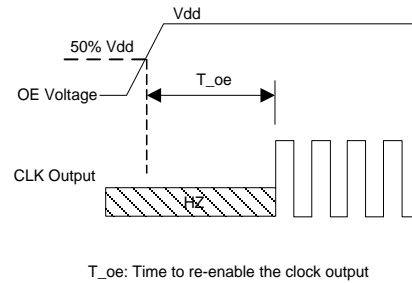 Vdd
50% Vdd
T_oe
OE Voltage
CLK Output
HZ
T_oe: Time to re-enable the clock output